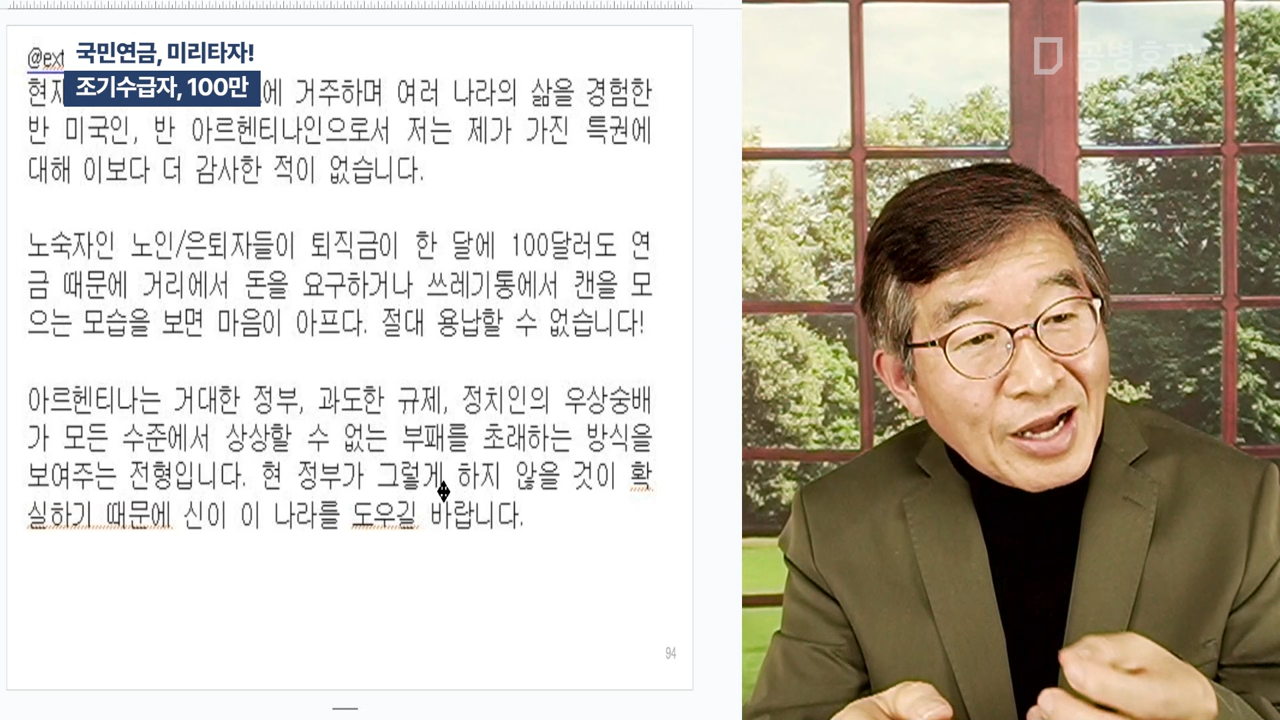 국민연금, 미리타자!
조기수급자, 100만
@ext
현재 에 거주하며 여러 나라의 삶을 경험한
반 미국인, 반 아르헨티나인으로서 저는 제가 가진 특권에
대해 이보다 더 감사한 적이 없습니다.
노숙자인 노인/은퇴자들이 퇴직금이 한 달에 100달러도 연
금 때문에 거리에서 돈을 요구하거나 쓰레기통에서 캔을 모
으는 모습을 보면 마음이 아프다. 절대 용납할 수 없습니다!
아르헨티나는 거대한 정부, 과도한 규제, 정치인의 우상숭배
가 모든 수준에서 상상할 수 없는 부패를 초래하는 방식을
보여주는 전형입니다. 현 정부가 그렇게 하지 않을 것이 확
실하기 때문에 신이 이 나라를 도우길 바랍니다.
94
공병호TV